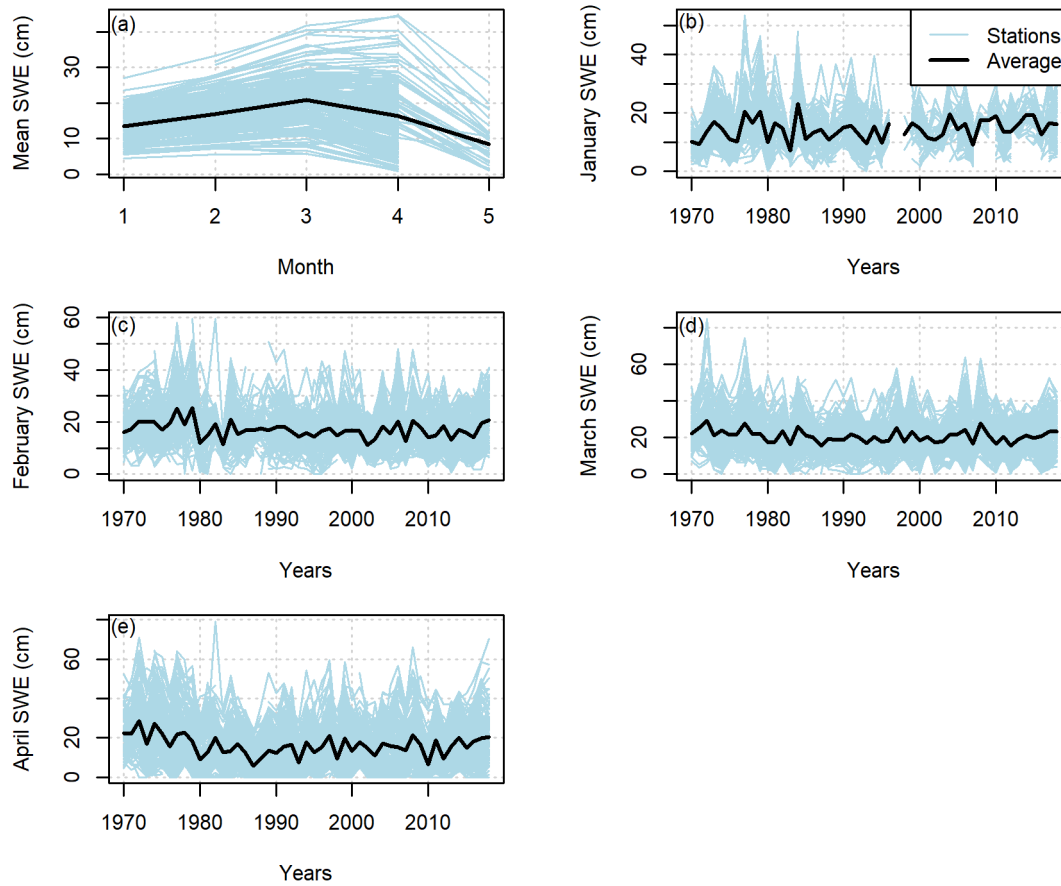 (a)
Mean SWE (cm)
0 10 30
1 2 3 4 5
Month
(b)
January SWE (cm)
0 20 40
1970 1980 1990 2000 2010
Years
Stations
Average
(c)
February SWE (cm)
0 20 40 60
1970 1980 1990 2000 2010
Years
(d)
March SWE (cm)
0 20 60
1970 1980 1990 2000 2010
Years
(e)
April SWE (cm)
0 20 60
1970 1980 1990 2000 2010
Years